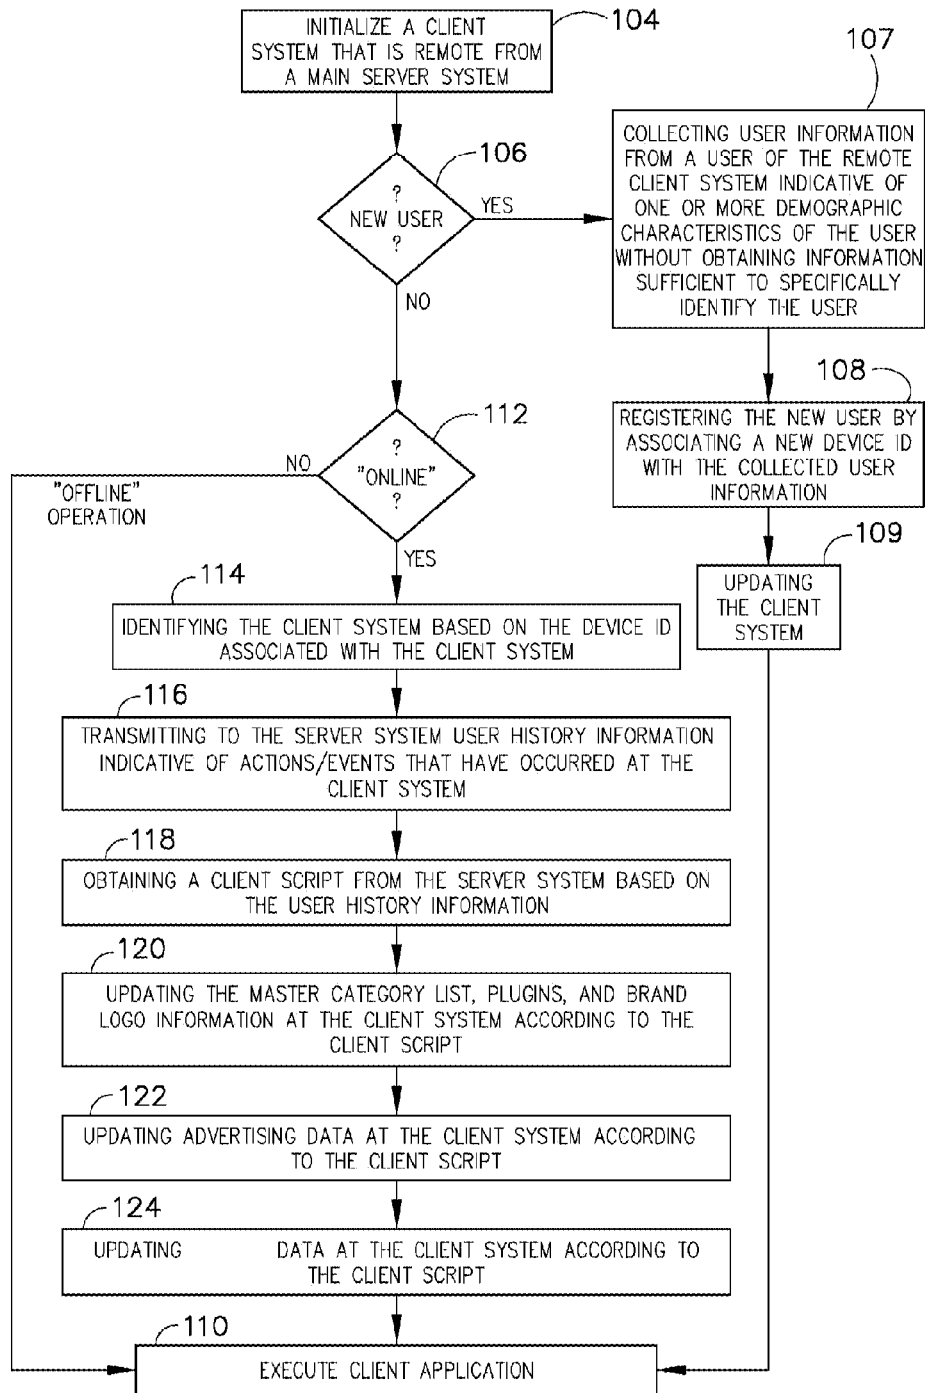 104
INITIALIZE A CLIENT
SYSTEM THAT IS REMOTE FROM
A MAIN SERVER SYSTEM
106
?
NEW USER
?
YES
NO
107
COLLECTING USER INFORMATION
FROM A USER OF THE REMOTE
CLIENT SYSTEM INDICATIVE OF
ONE OR MORE DEMOGRAPHIC
CHARACTERISTICS OF THE USER
WITHOUT OBTAINING INFORMATION
SUFFICIENT TO SPECIFICALLY
IDENTIFY THE USER
108
REGISTERING THE NEW USER BY
ASSOCIATING A NEW DEVICE ID
WITH THE COLLECTED USER
INFORMATION
109
UPDATING
THE CLIENT
SYSTEM
112
?
"ONLINE"
?
NO
"OFFLINE"
OPERATION
YES
114
IDENTIFYING THE CLIENT SYSTEM BASED ON THE DEVICE ID
ASSOCIATED WITH THE CLIENT SYSTEM
116
TRANSMITTING TO THE SERVER SYSTEM USER HISTORY INFORMATION
INDICATIVE OF ACTIONS/EVENTS THAT HAVE OCCURRED AT THE
CLIENT SYSTEM
118
OBTAINING A CLIENT SCRIPT FROM THE SERVER SYSTEM BASED ON
THE USER HISTORY INFORMATION
120
UPDATING THE MASTER CATEGORY LIST, PLUGINS, AND BRAND
LOGO INFORMATION AT THE CLIENT SYSTEM ACCORDING TO THE
CLIENT SCRIPT
122
UPDATING ADVERTISING DATA AT THE CLIENT SYSTEM ACCORDING
TO THE CLIENT SCRIPT
124
UPDATING DATA AT THE CLIENT SYSTEM ACCORDING TO
THE CLIENT SCRIPT
110
EXECUTE CLIENT APPLICATION